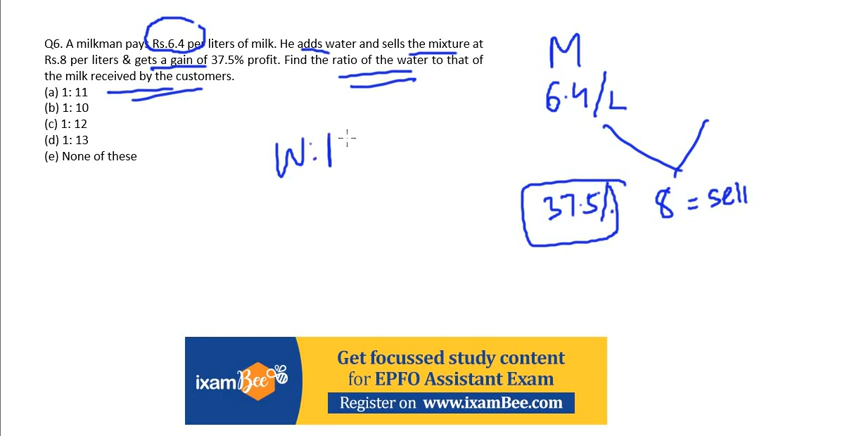 Q6. A milkman pays Rs.6.4 per liters of milk. He adds water and sells the mixture at
Rs.8 per liters & gets a gain of 37.5% profit. Find the ratio of the water to that of
the milk received by the customers.
(a) 1: 11
(b) 1: 10
(c) 1: 12
(d) 1: 13
(e) None of these
M
6.4/L
W:
37.5%
8 = sell
ixamBee
Get focussed study content
for EPFO Assistant Exam
Register on www.ixamBee.com